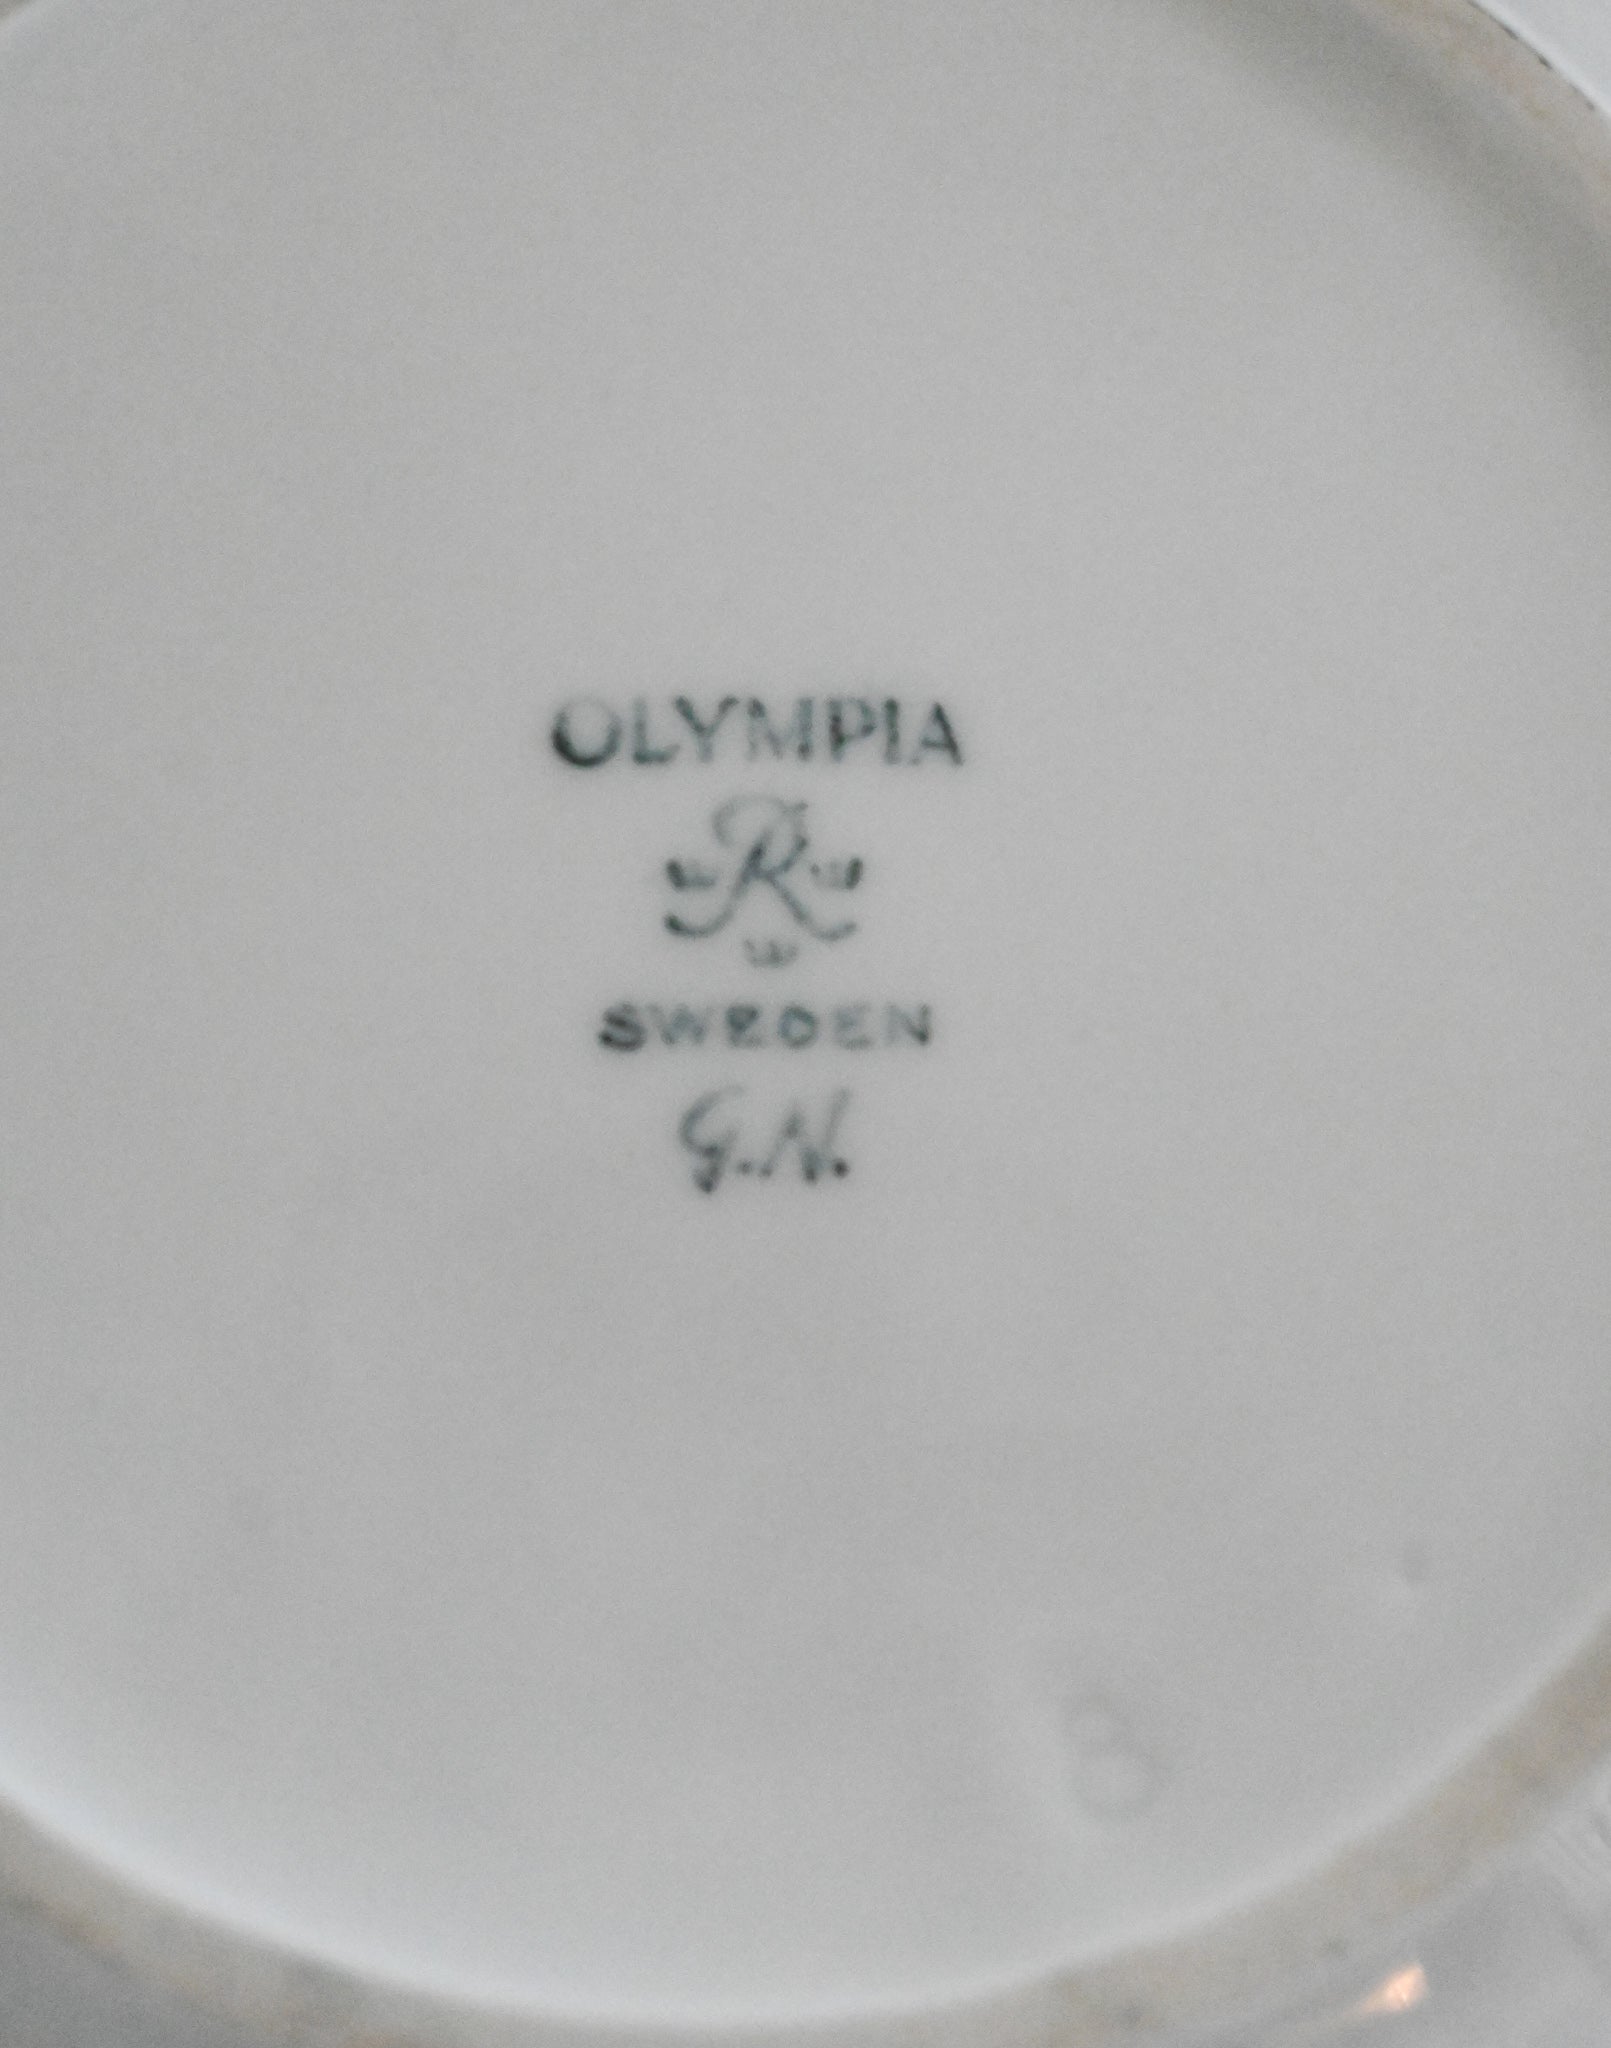 OLYMPIA
R
SWEDEN
G.N.